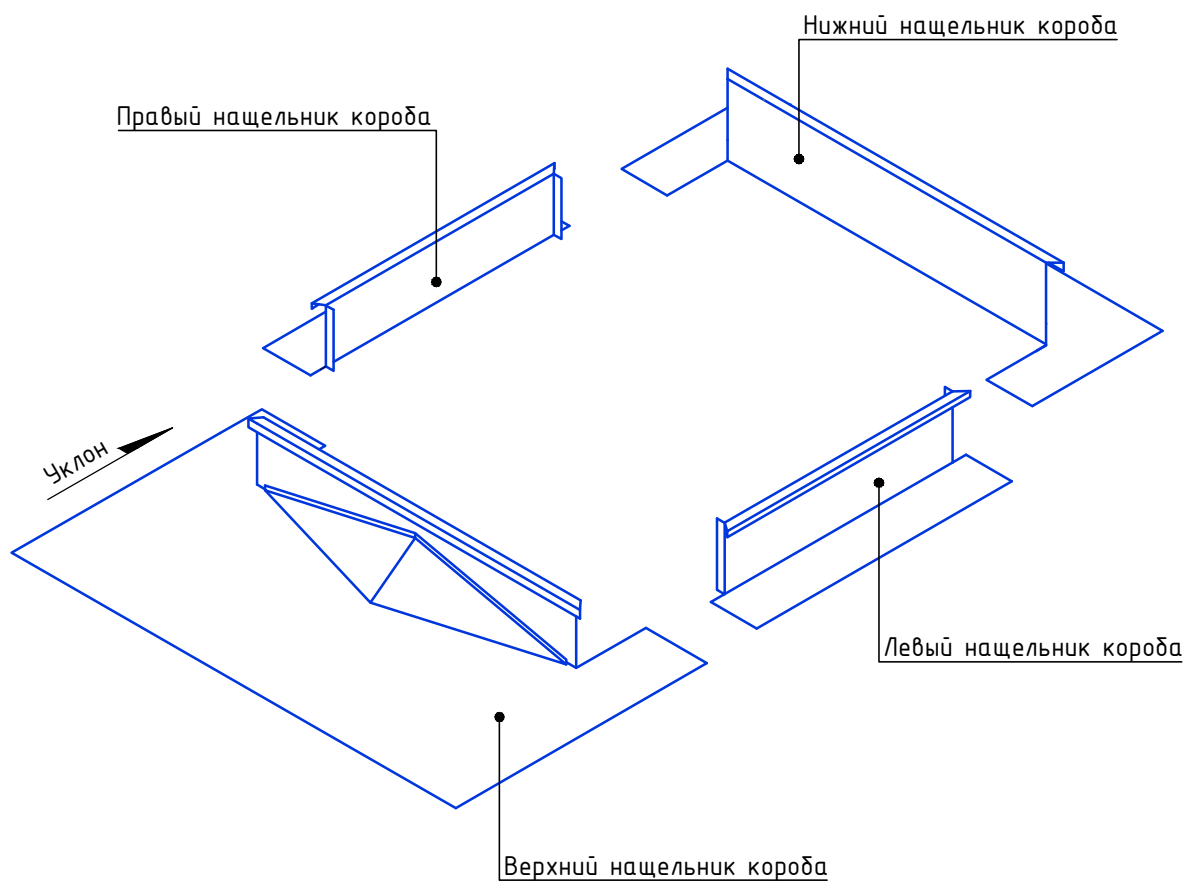 Нижний нащельник короба
Правый нащельник короба
Уклон
Левый нащельник короба
Верхний нащельник короба